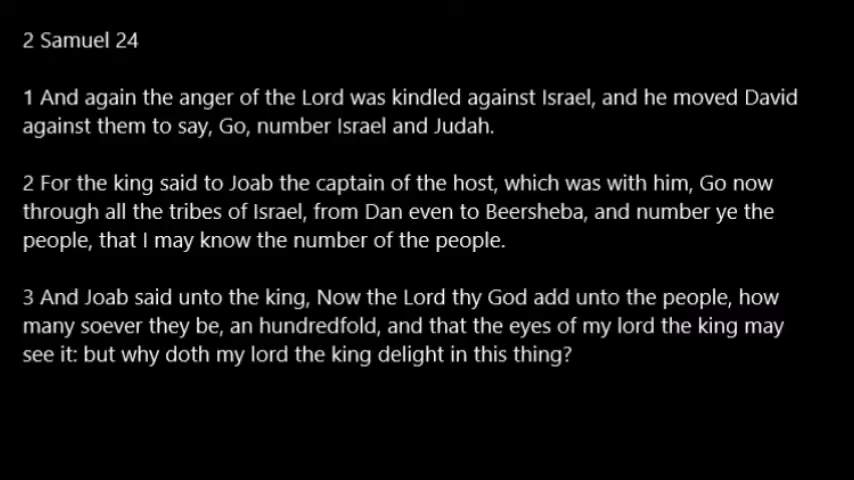 2 Samuel 24
1 And again the anger of the Lord was kindled against Israel, and he moved David
against them to say, Go, number Israel and Judah.
2 For the king said to Joab the captain of the host, which was with him, Go now
through all the tribes of Israel, from Dan even to Beersheba, and number ye the
people, that I may know the number of the people.
3 And Joab said unto the king, Now the Lord thy God add unto the people, how
many soever they be, an hundredfold, and that the eyes of my lord the king may
see it: but why doth my lord the king delight in this thing?